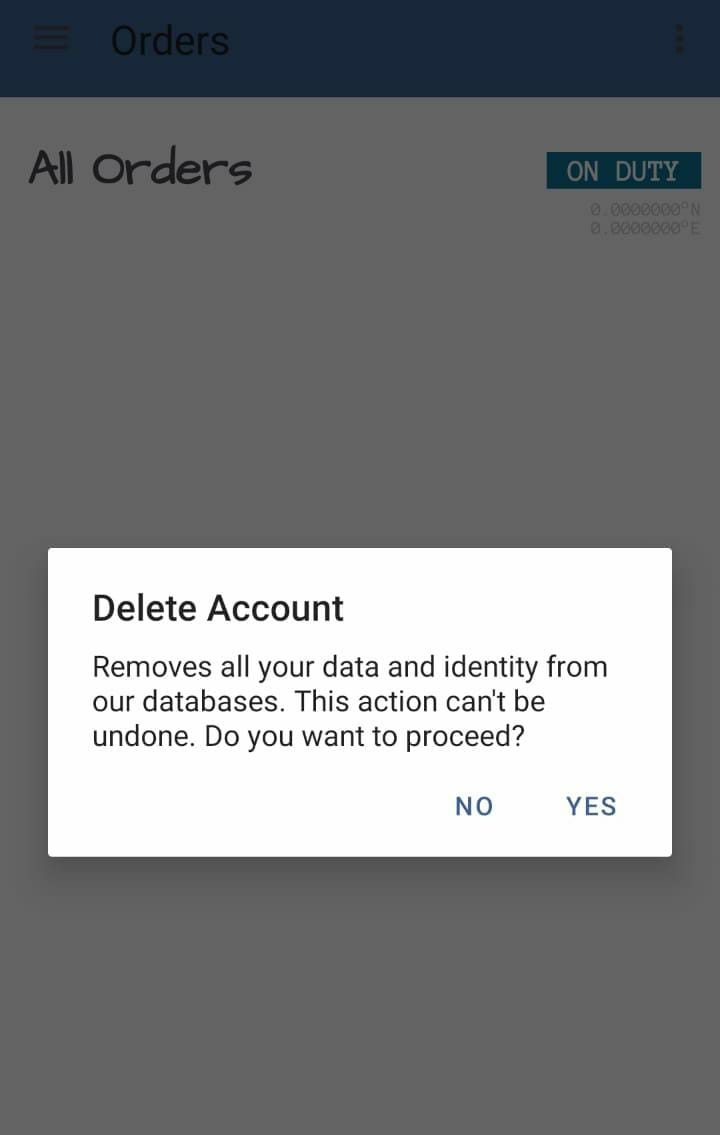 Orders
All Orders
ON DUTY
0.0000000°N
0.0000000°E
Delete Account
Removes all your data and identity from
our databases. This action can't be
undone. Do you want to proceed?
NO YES